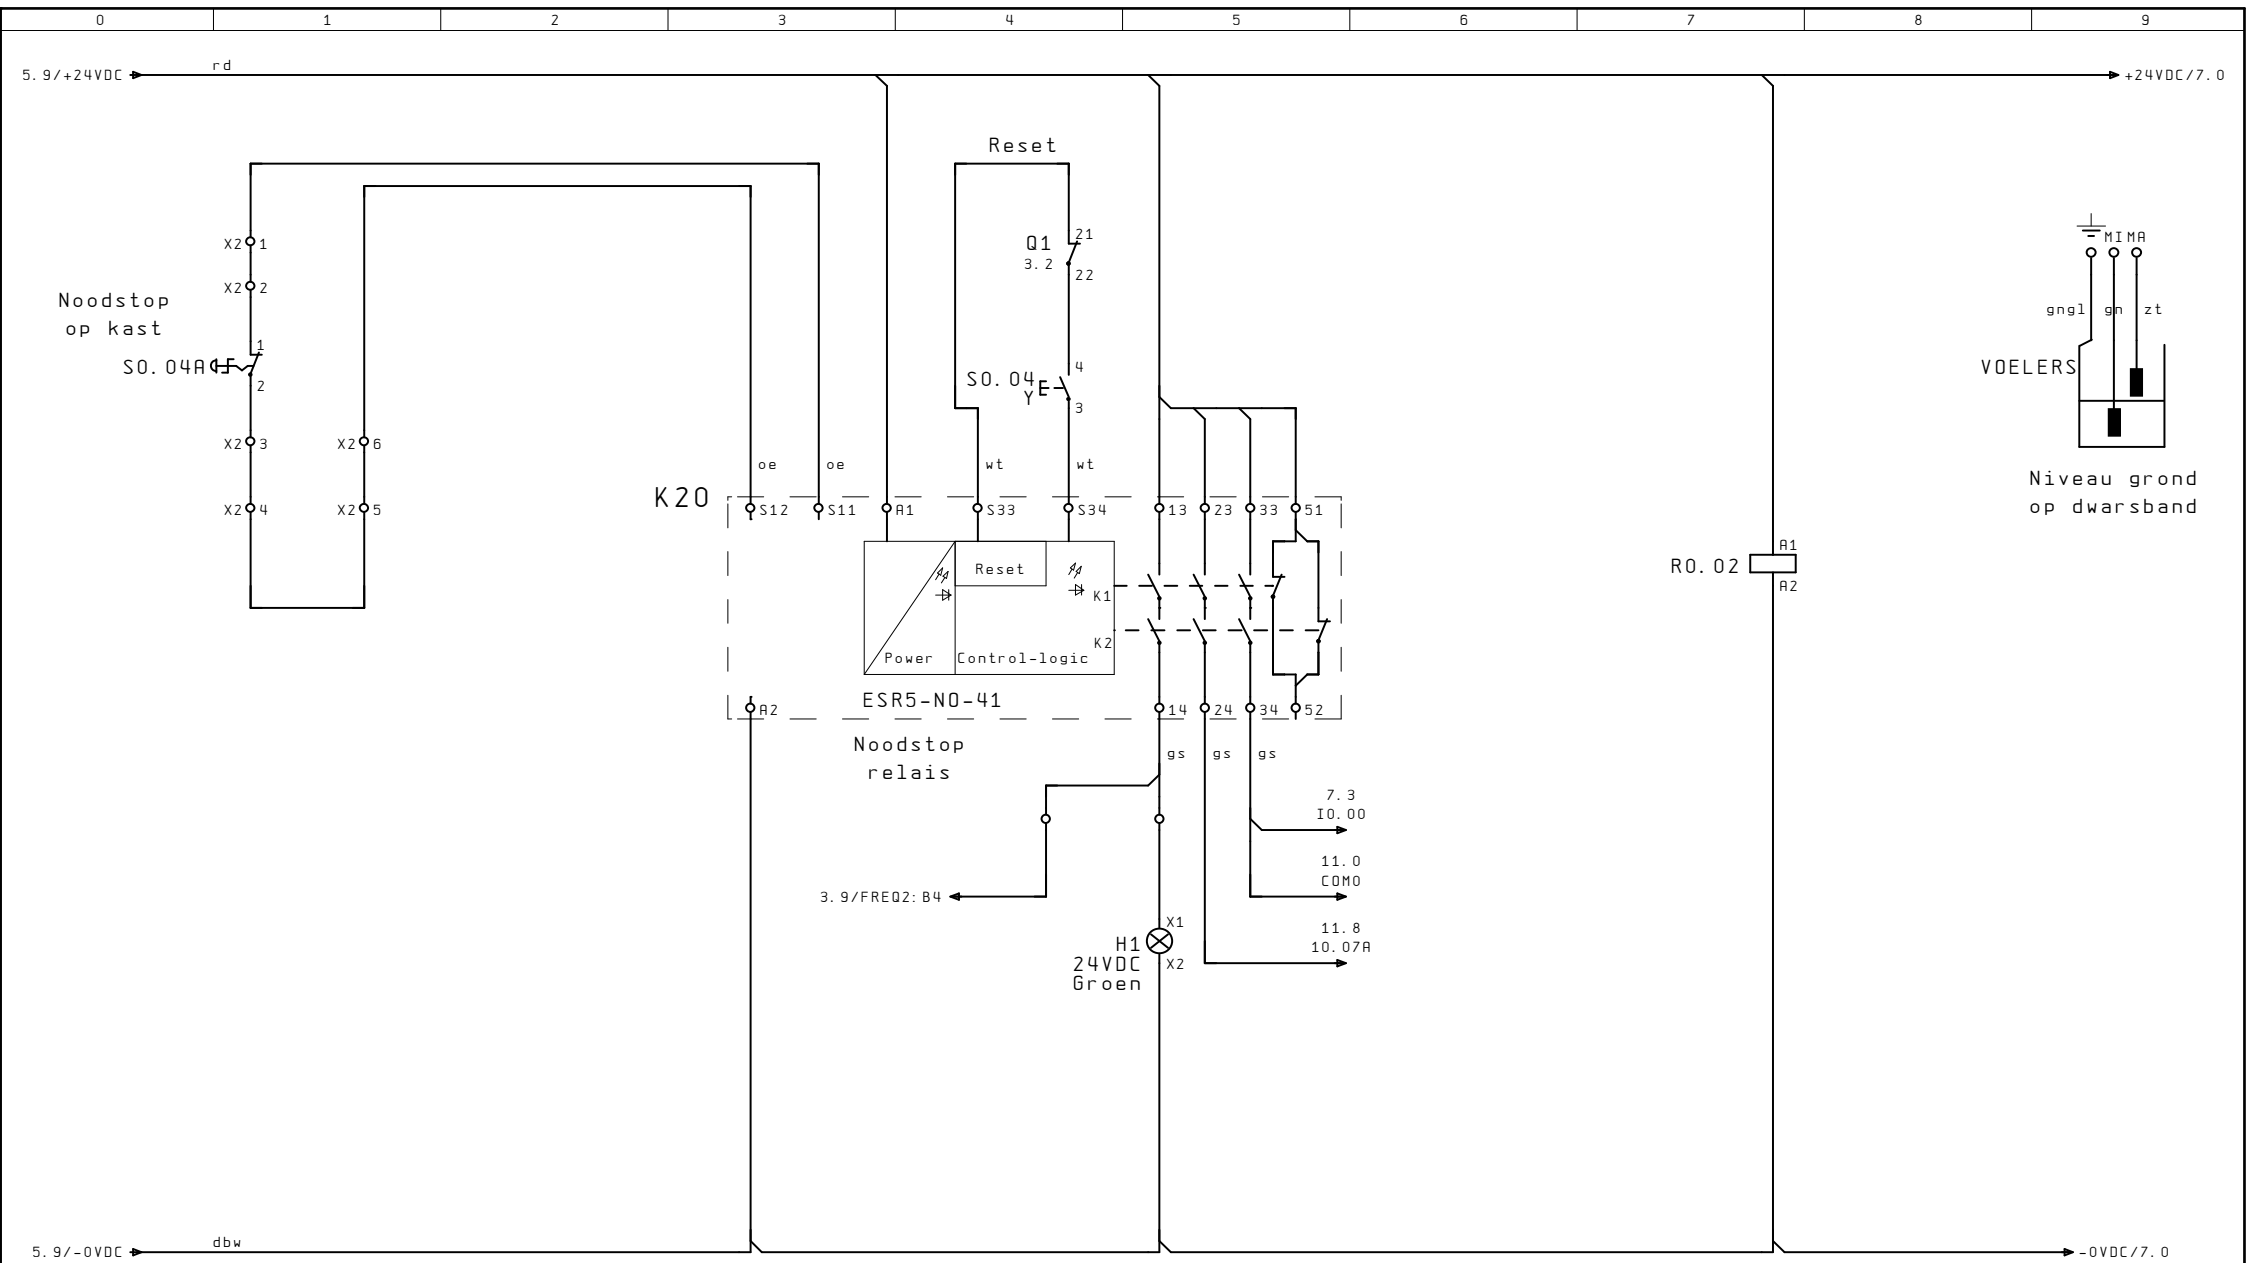 0 1 2 3 4 5 6 7 8 9
rd
5.9/+24VDC
+24VDC/7.0
Reset
X2 1
Q1
21
3.2
22
MI MA
X2 2
Noodstop
op kast
gngl gn zt
1
S0.04A
2
4
S0.04
Y
3
VOELERS
X2 3
X2 6
oe oe wt wt
Niveau grond
op dwarsband
K20
X2 4
X2 5
S12 S11 A1 S33 S34 13 23 33 51
A1
R0.02
A2
Reset
K1
K2
Power
Control-logic
ESR5-NO-41
A2
14 24 34 52
Noodstop
relais
gs gs gs
7.3
I0.00
11.0
COM0
3.9/FREQ2:B4
X1
H1
24VDC
Groen
X2
11.8
10.07A
dbw
5.9/-0VDC
-0VDC/7.0